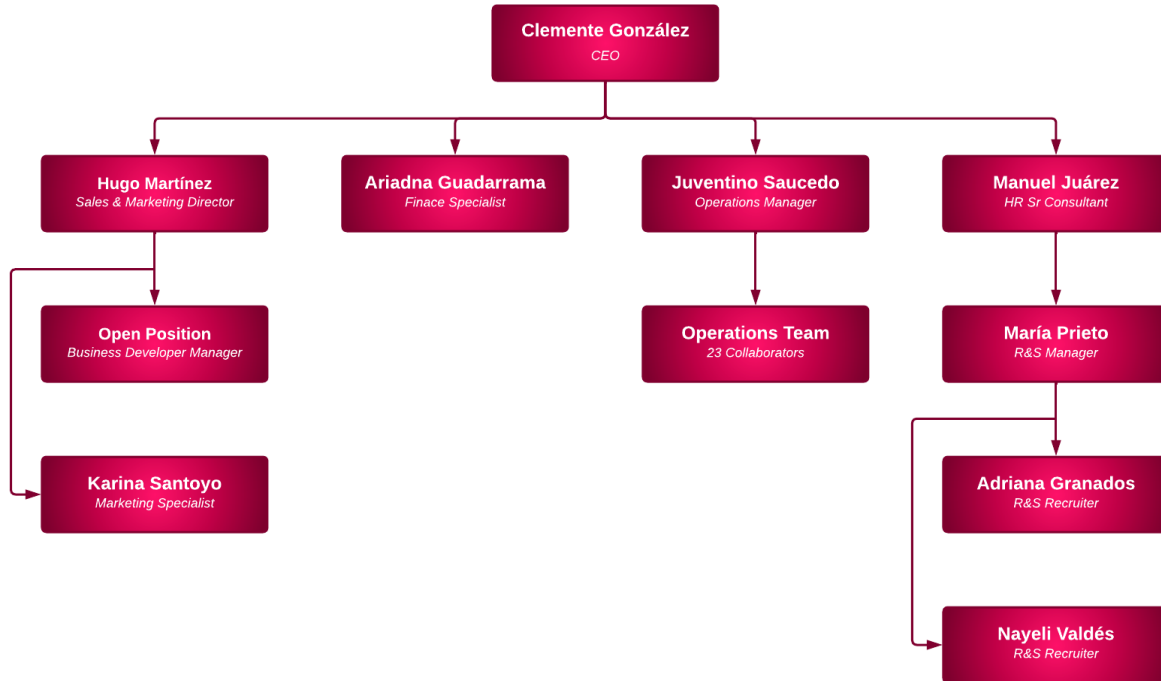 Clemente González
CEO
Hugo Martínez
Sales & Marketing Director
Ariadna Guadarrama
Finace Specialist
Juventino Saucedo
Operations Manager
Manuel Juárez
HR Sr Consultant
Open Position
Business Developer Manager
Operations Team
23 Collaborators
María Prieto
R&S Manager
Karina Santoyo
Marketing Specialist
Adriana Granados
R&S Recruiter
Nayeli Valdés
R&S Recruiter